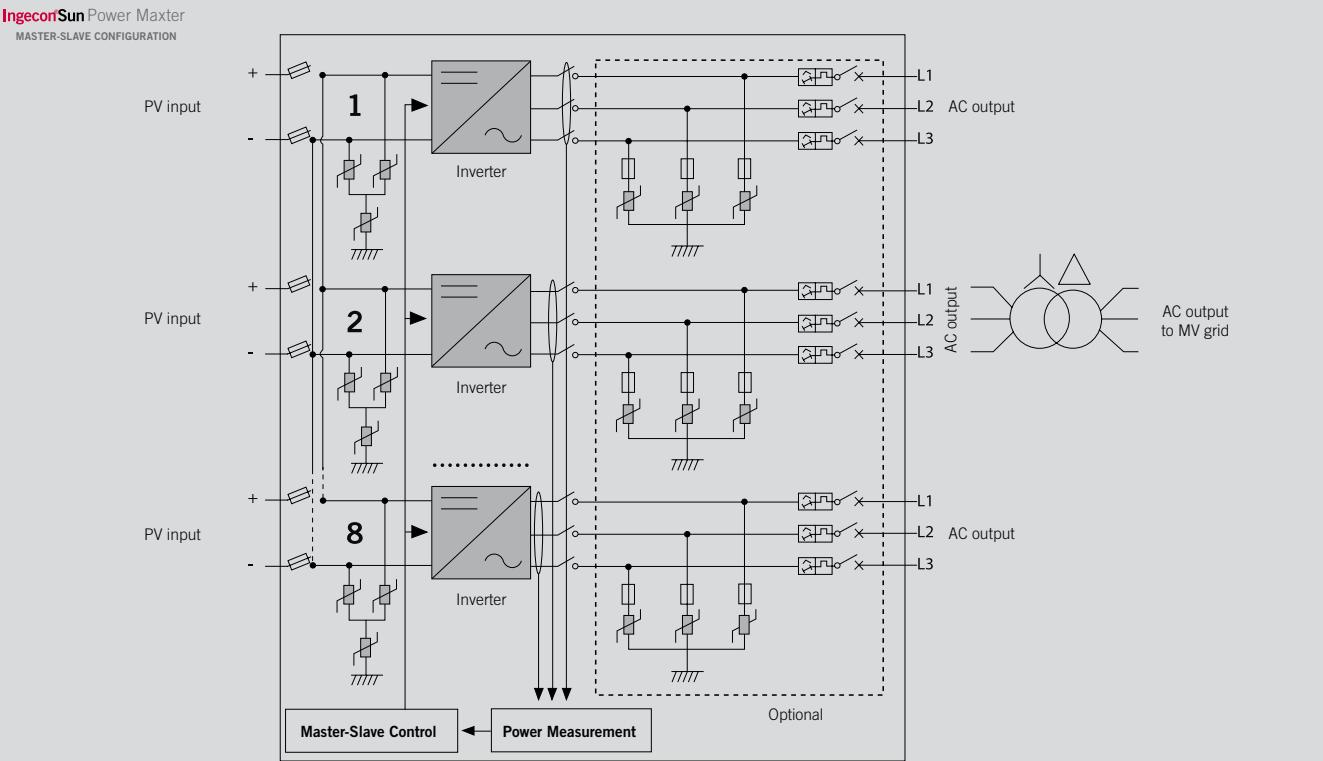 Ingecon Sun Power Maxter
MASTER-SLAVE CONFIGURATION
+
PV input
-
1
Inverter
L1
L2 AC output
L3
+
PV input
-
2
Inverter
L1
L2
L3
AC output
AC output
to MV grid
+
PV input
-
8
Inverter
L1
L2 AC output
L3
Optional
Master-Slave Control
Power Measurement